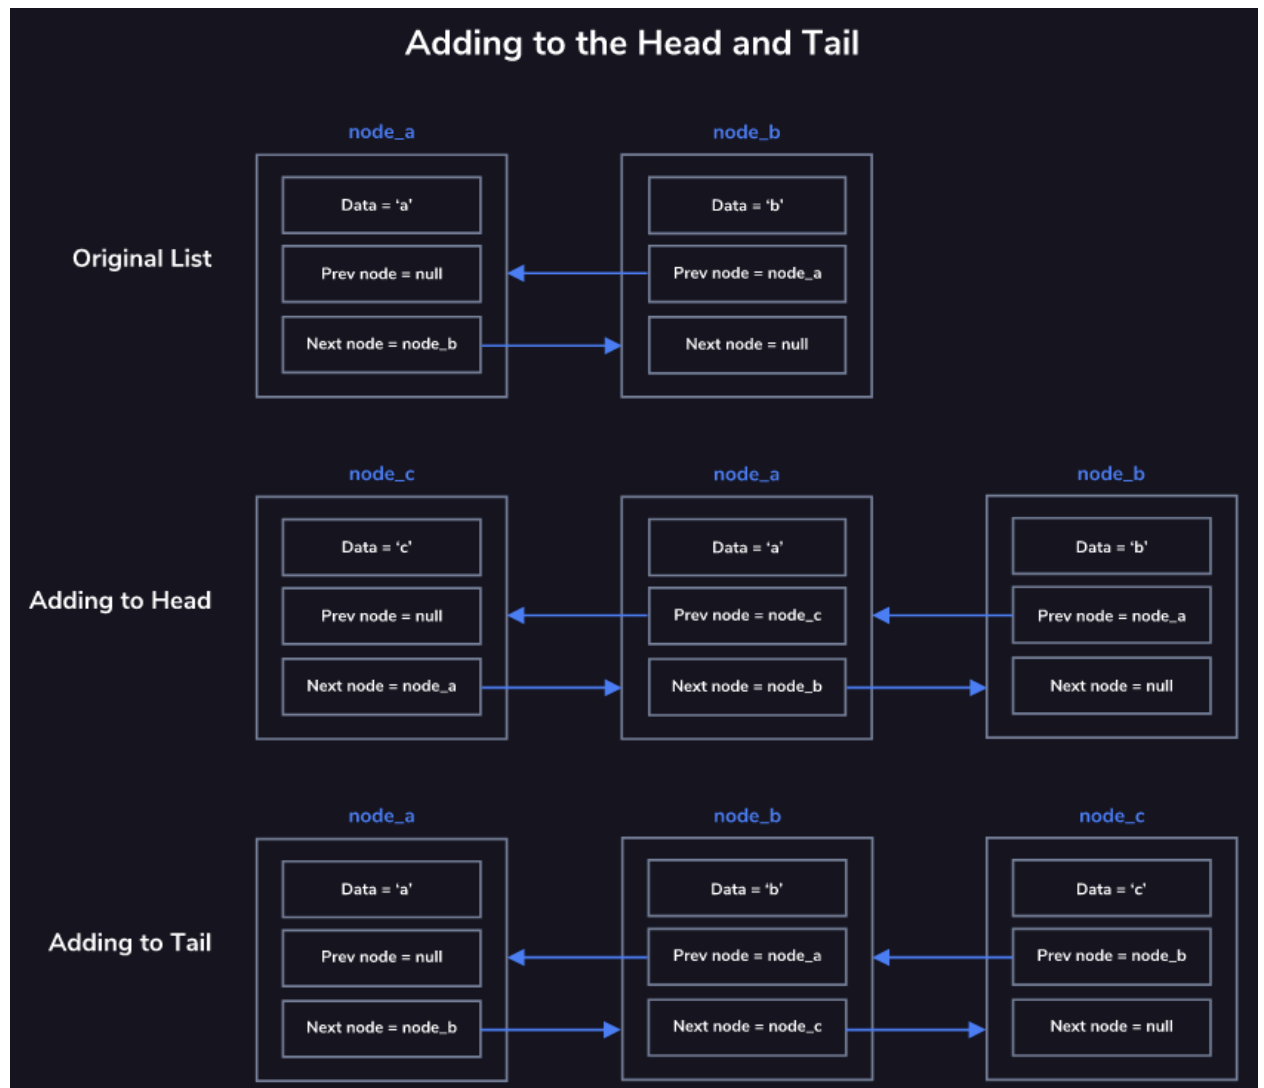 Adding to the Head and Tail
node_a
node_b
Original List
Data = ‘a’
Prev node = null
Next node = node_b
Data = ‘b’
Prev node = node_a
Next node = null
node_c
node_a
node_b
Adding to Head
Data = ‘c’
Prev node = null
Next node = node_a
Data = ‘a’
Prev node = node_c
Next node = node_b
Data = ‘b’
Prev node = node_a
Next node = null
node_a
node_b
node_c
Adding to Tail
Data = ‘a’
Prev node = null
Next node = node_b
Data = ‘b’
Prev node = node_a
Next node = node_c
Data = ‘c’
Prev node = node_b
Next node = null